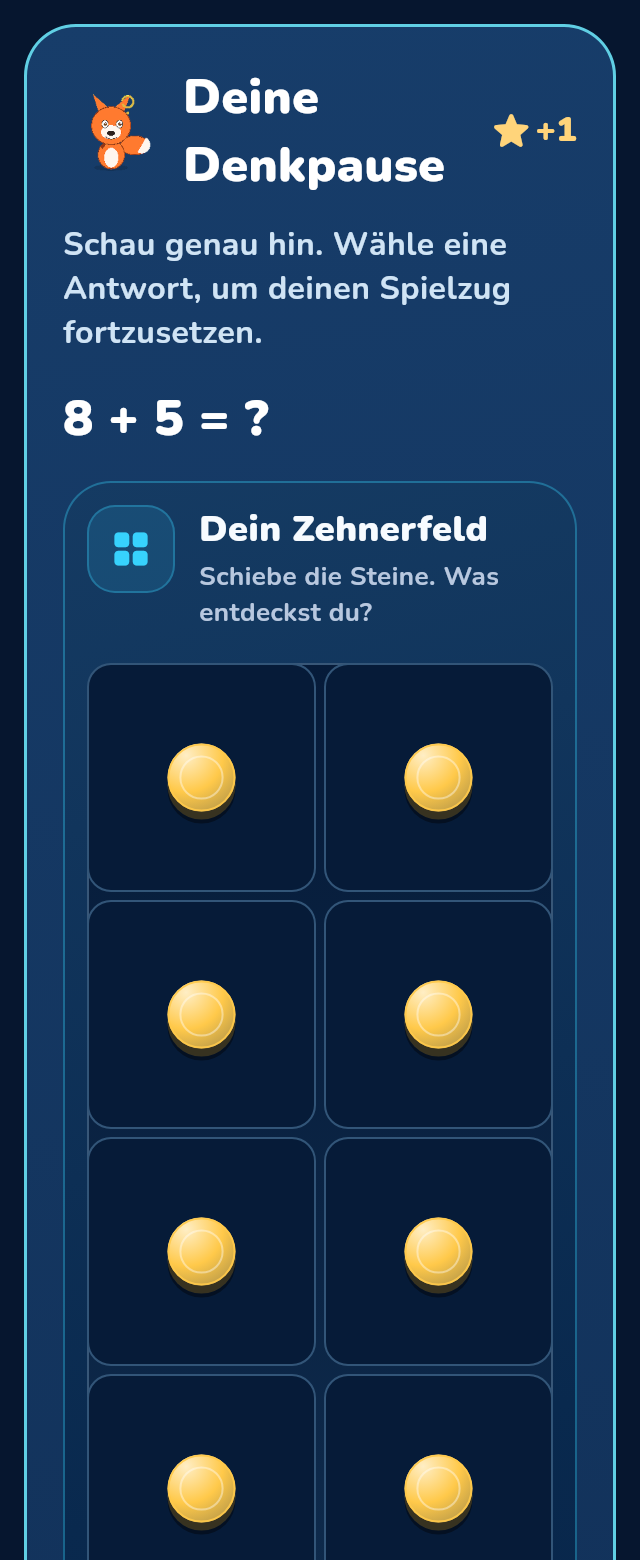 Deine
Denkpause
+1
Schau genau hin. Wähle eine
Antwort, um deinen Spielzug
fortzusetzen.
8 + 5 = ?
Dein Zehnerfeld
Schiebe die Steine. Was
entdeckst du?